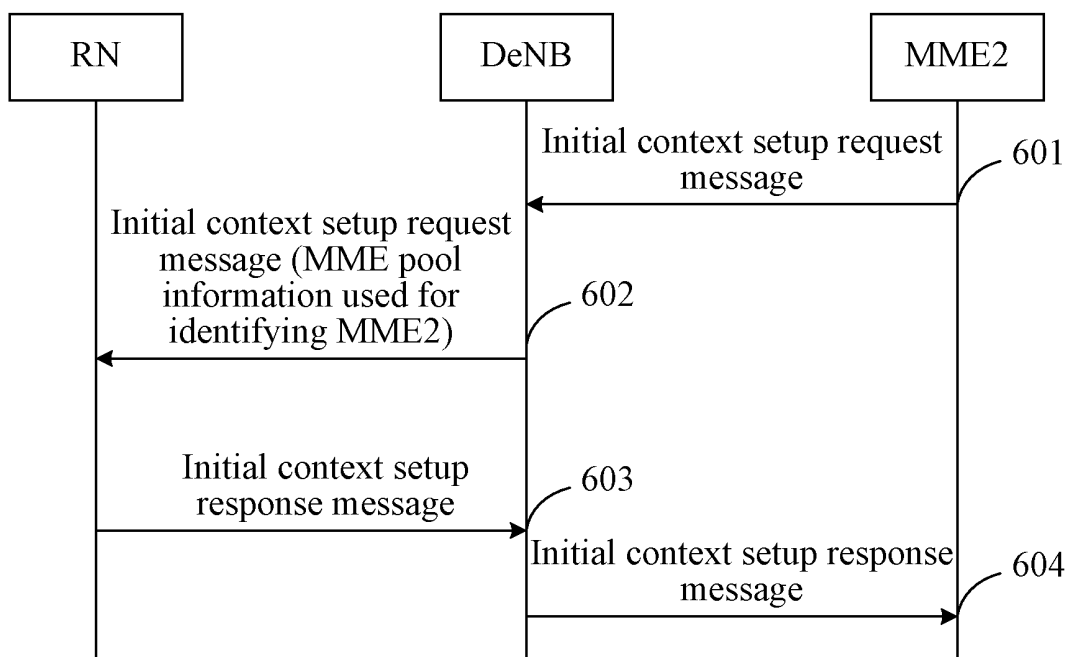 RN
DeNB
MME2
Initial context setup request
message
601
Initial context setup request
message (MME pool
information used for
identifying MME2)
602
Initial context setup
response message
603
Initial context setup response
message
604